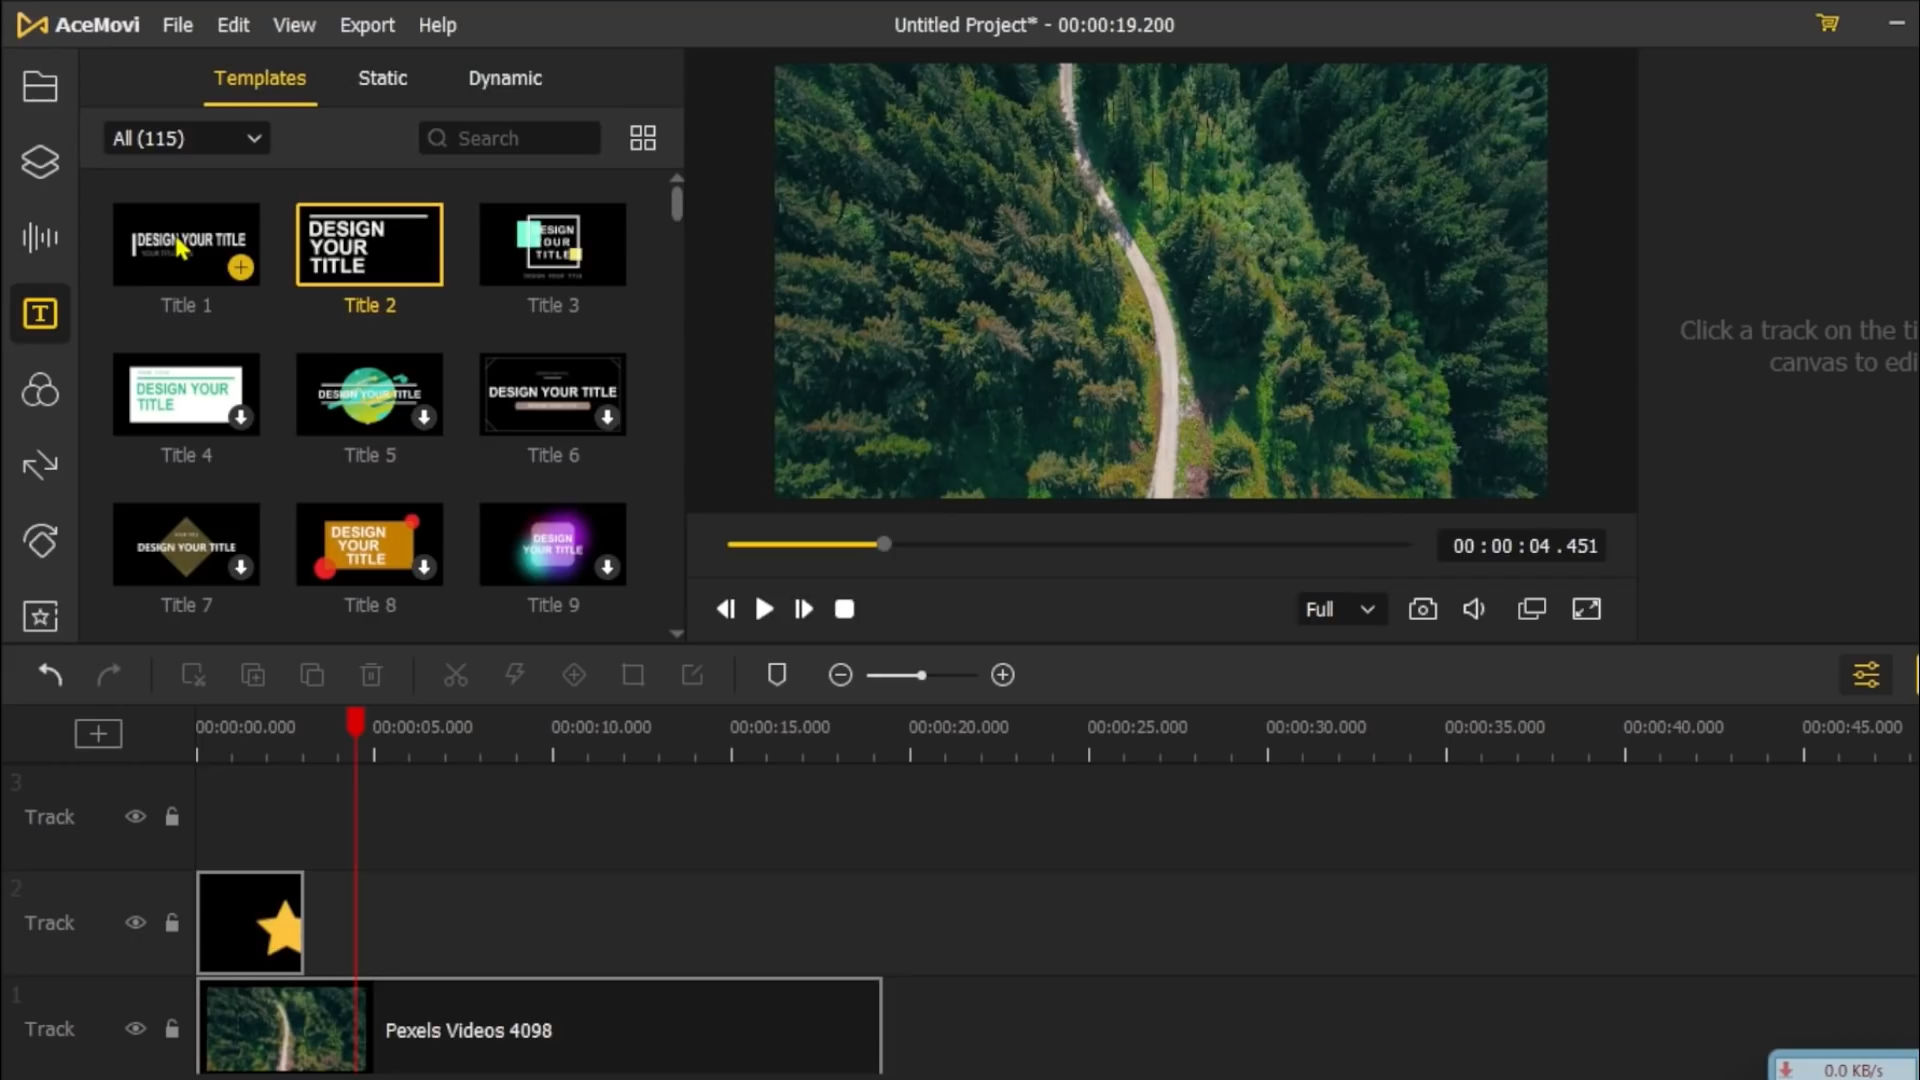 AceMovi File Edit View Export Help
Untitled Project* - 00:00:19.200
Templates Static Dynamic
All (115)
Search
DESIGN YOUR TITLE
Title 1
DESIGN
YOUR
TITLE
Title 2
DESIGN
YOUR
TITLE
Title 3
DESIGN YOUR
TITLE
Title 4
DESIGN YOUR TITLE
Title 5
DESIGN YOUR TITLE
Title 6
DESIGN YOUR TITLE
Title 7
DESIGN
YOUR
TITLE
Title 8
DESIGN
YOUR TITLE
Title 9
Click a track on the ti
canvas to edi
00 : 00 : 04 . 451
Full
00:00:00.000 00:00:05.000 00:00:10.000 00:00:15.000 00:00:20.000 00:00:25.000 00:00:30.000 00:00:35.000 00:00:40.000 00:00:45.000
3
Track
2
Track
1
Track
Pexels Videos 4098
0.0 KB/s